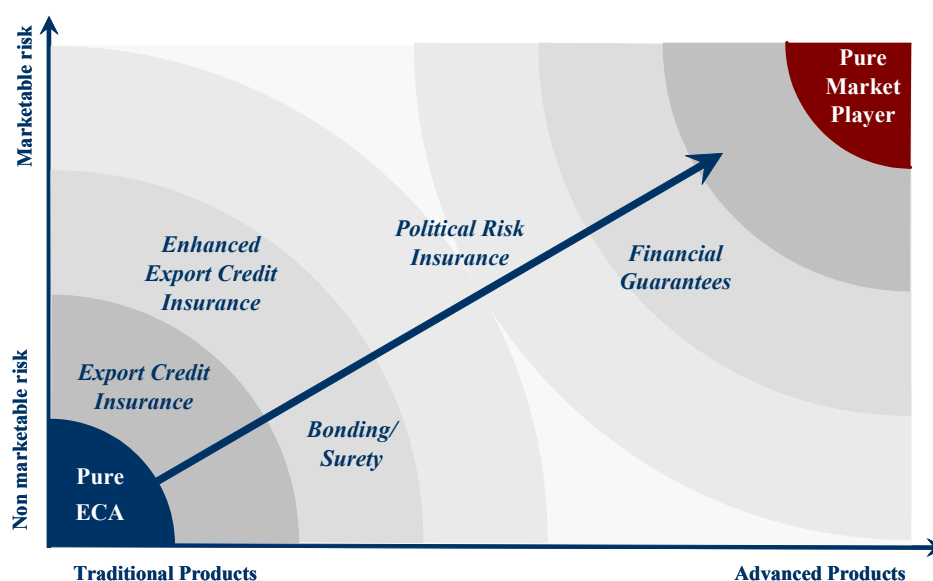 Marketable risk
Pure
Market
Player
Political Risk
Insurance
Enhanced
Export Credit
Insurance
Financial
Guarantees
Non marketable risk
Export Credit
Insurance
Bonding/
Surety
Pure
ECA
Traditional Products
Advanced Products